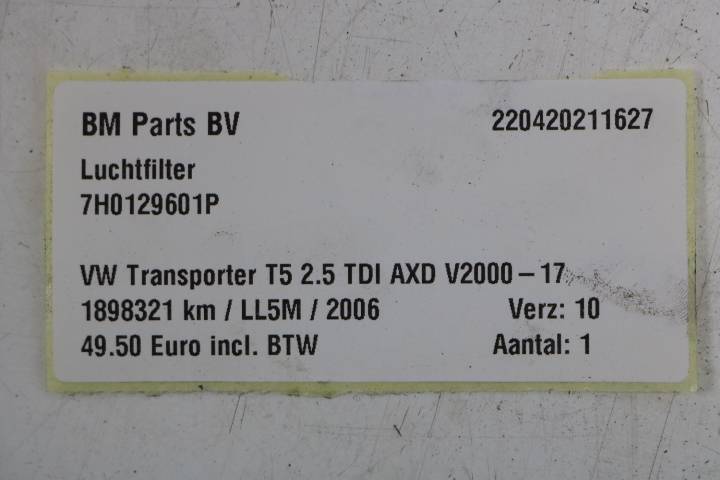 BM Parts BV 220420211627
Luchtfilter
7H0129601P
VW Transporter T5 2.5 TDI AXD V2000-17
1898321 km / LL5M / 2006 Verz: 10
49.50 Euro incl. BTW Aantal: 1